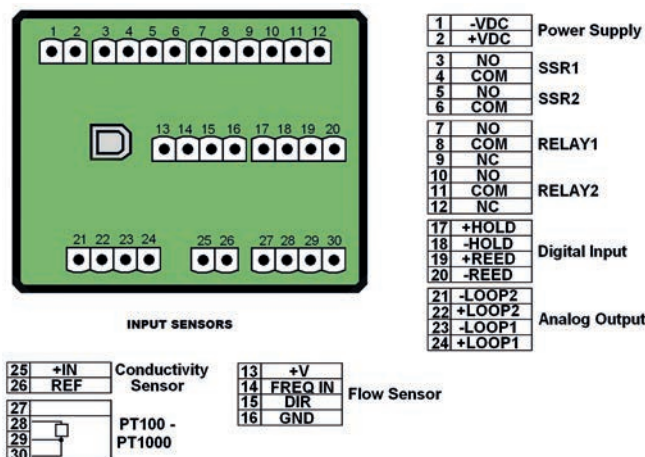 1 2 3 4 5 6 7 8 9 10 11 12
13 14 15 16 17 18 19 20
21 22 23 24 25 26 27 28 29 30
INPUT SENSORS
1 -VDC
2 +VDC
Power Supply
3 NO
4 COM
SSR1
5 NO
6 COM
SSR2
7 NO
8 COM
9 NC
RELAY1
10 NO
11 COM
12 NC
RELAY2
17 +HOLD
18 -HOLD
19 +REED
20 -REED
Digital Input
21 -LOOP2
22 +LOOP2
23 -LOOP1
24 +LOOP1
Analog Output
25 +IN
26 REF
Conductivity
Sensor
27
28
29
30
PT100 -
PT1000
13 +V
14 FREQ IN
15 DIR
16 GND
Flow Sensor